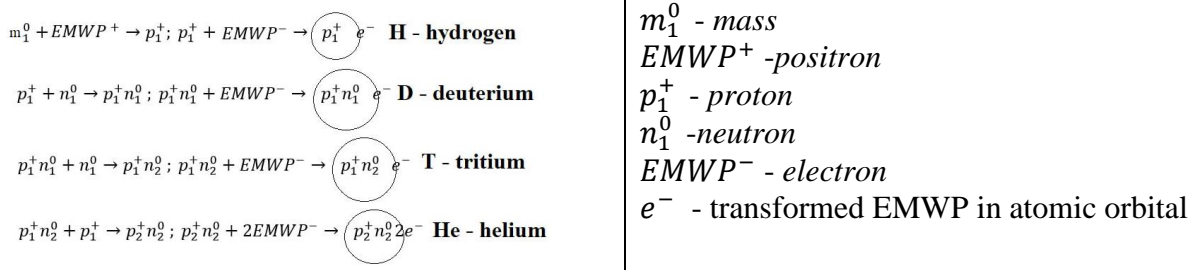 m₁⁰ + EMWP⁺ → p₁⁺; p₁⁺ + EMWP⁻ → p₁⁺ e⁻ H - hydrogen
p₁⁺ + n₁⁰ → p₁⁺n₁⁰ ; p₁⁺n₁⁰ + EMWP⁻ → p₁⁺n₁⁰ e⁻ D - deuterium
p₁⁺n₁⁰ + n₁⁰ → p₁⁺n₂⁰ ; p₁⁺n₂⁰ + EMWP⁻ → p₁⁺n₂⁰ e⁻ T - tritium
p₁⁺n₂⁰ + p₁⁺ → p₂⁺n₂⁰ ; p₂⁺n₂⁰ + 2EMWP⁻ → p₂⁺n₂⁰ 2e⁻ He - helium
m₁⁰ - mass
EMWP⁺ -positron
p₁⁺ - proton
n₁⁰ -neutron
EMWP⁻ - electron
e⁻ - transformed EMWP in atomic orbital